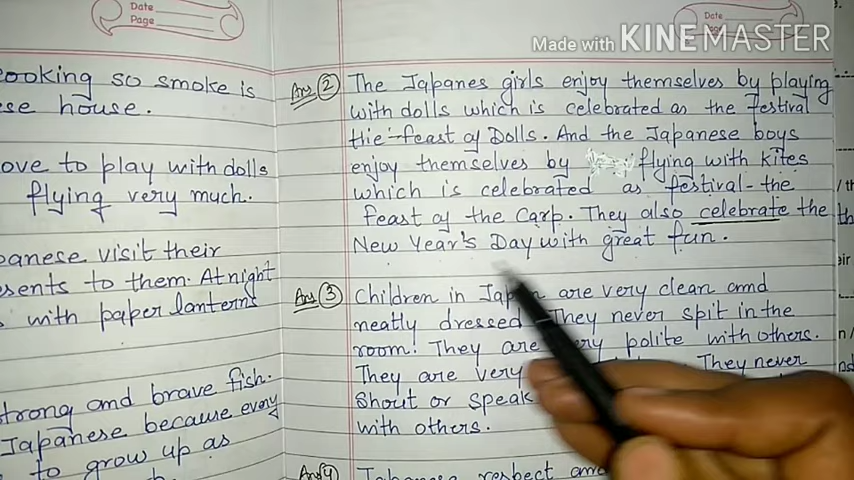 Date
Page
Date
Page
Made with KINEMASTER
ooking so smoke is
se house.
ove to play with dolls
flying very much.
panese visit their
esents to them. At night
s with paper lanterns
strong and brave fish.
Japanese because every
to grow up as
Ans ② The Japanes girls enjoy themselves by playing
with dolls which is celebrated as the Festival
the-feast of Dolls. And the Japanese boys
enjoy themselves by flying with kites
which is celebrated as festival-the
feast of the Carp. They also celebrate the
New Year's Day with great fun.
Ans ③ Children in Japan are very clean amd
neatly dressed. They never spit in the
room. They are very polite with others.
They are very They never
Shout or speak
with others.
Ans 4 respect and